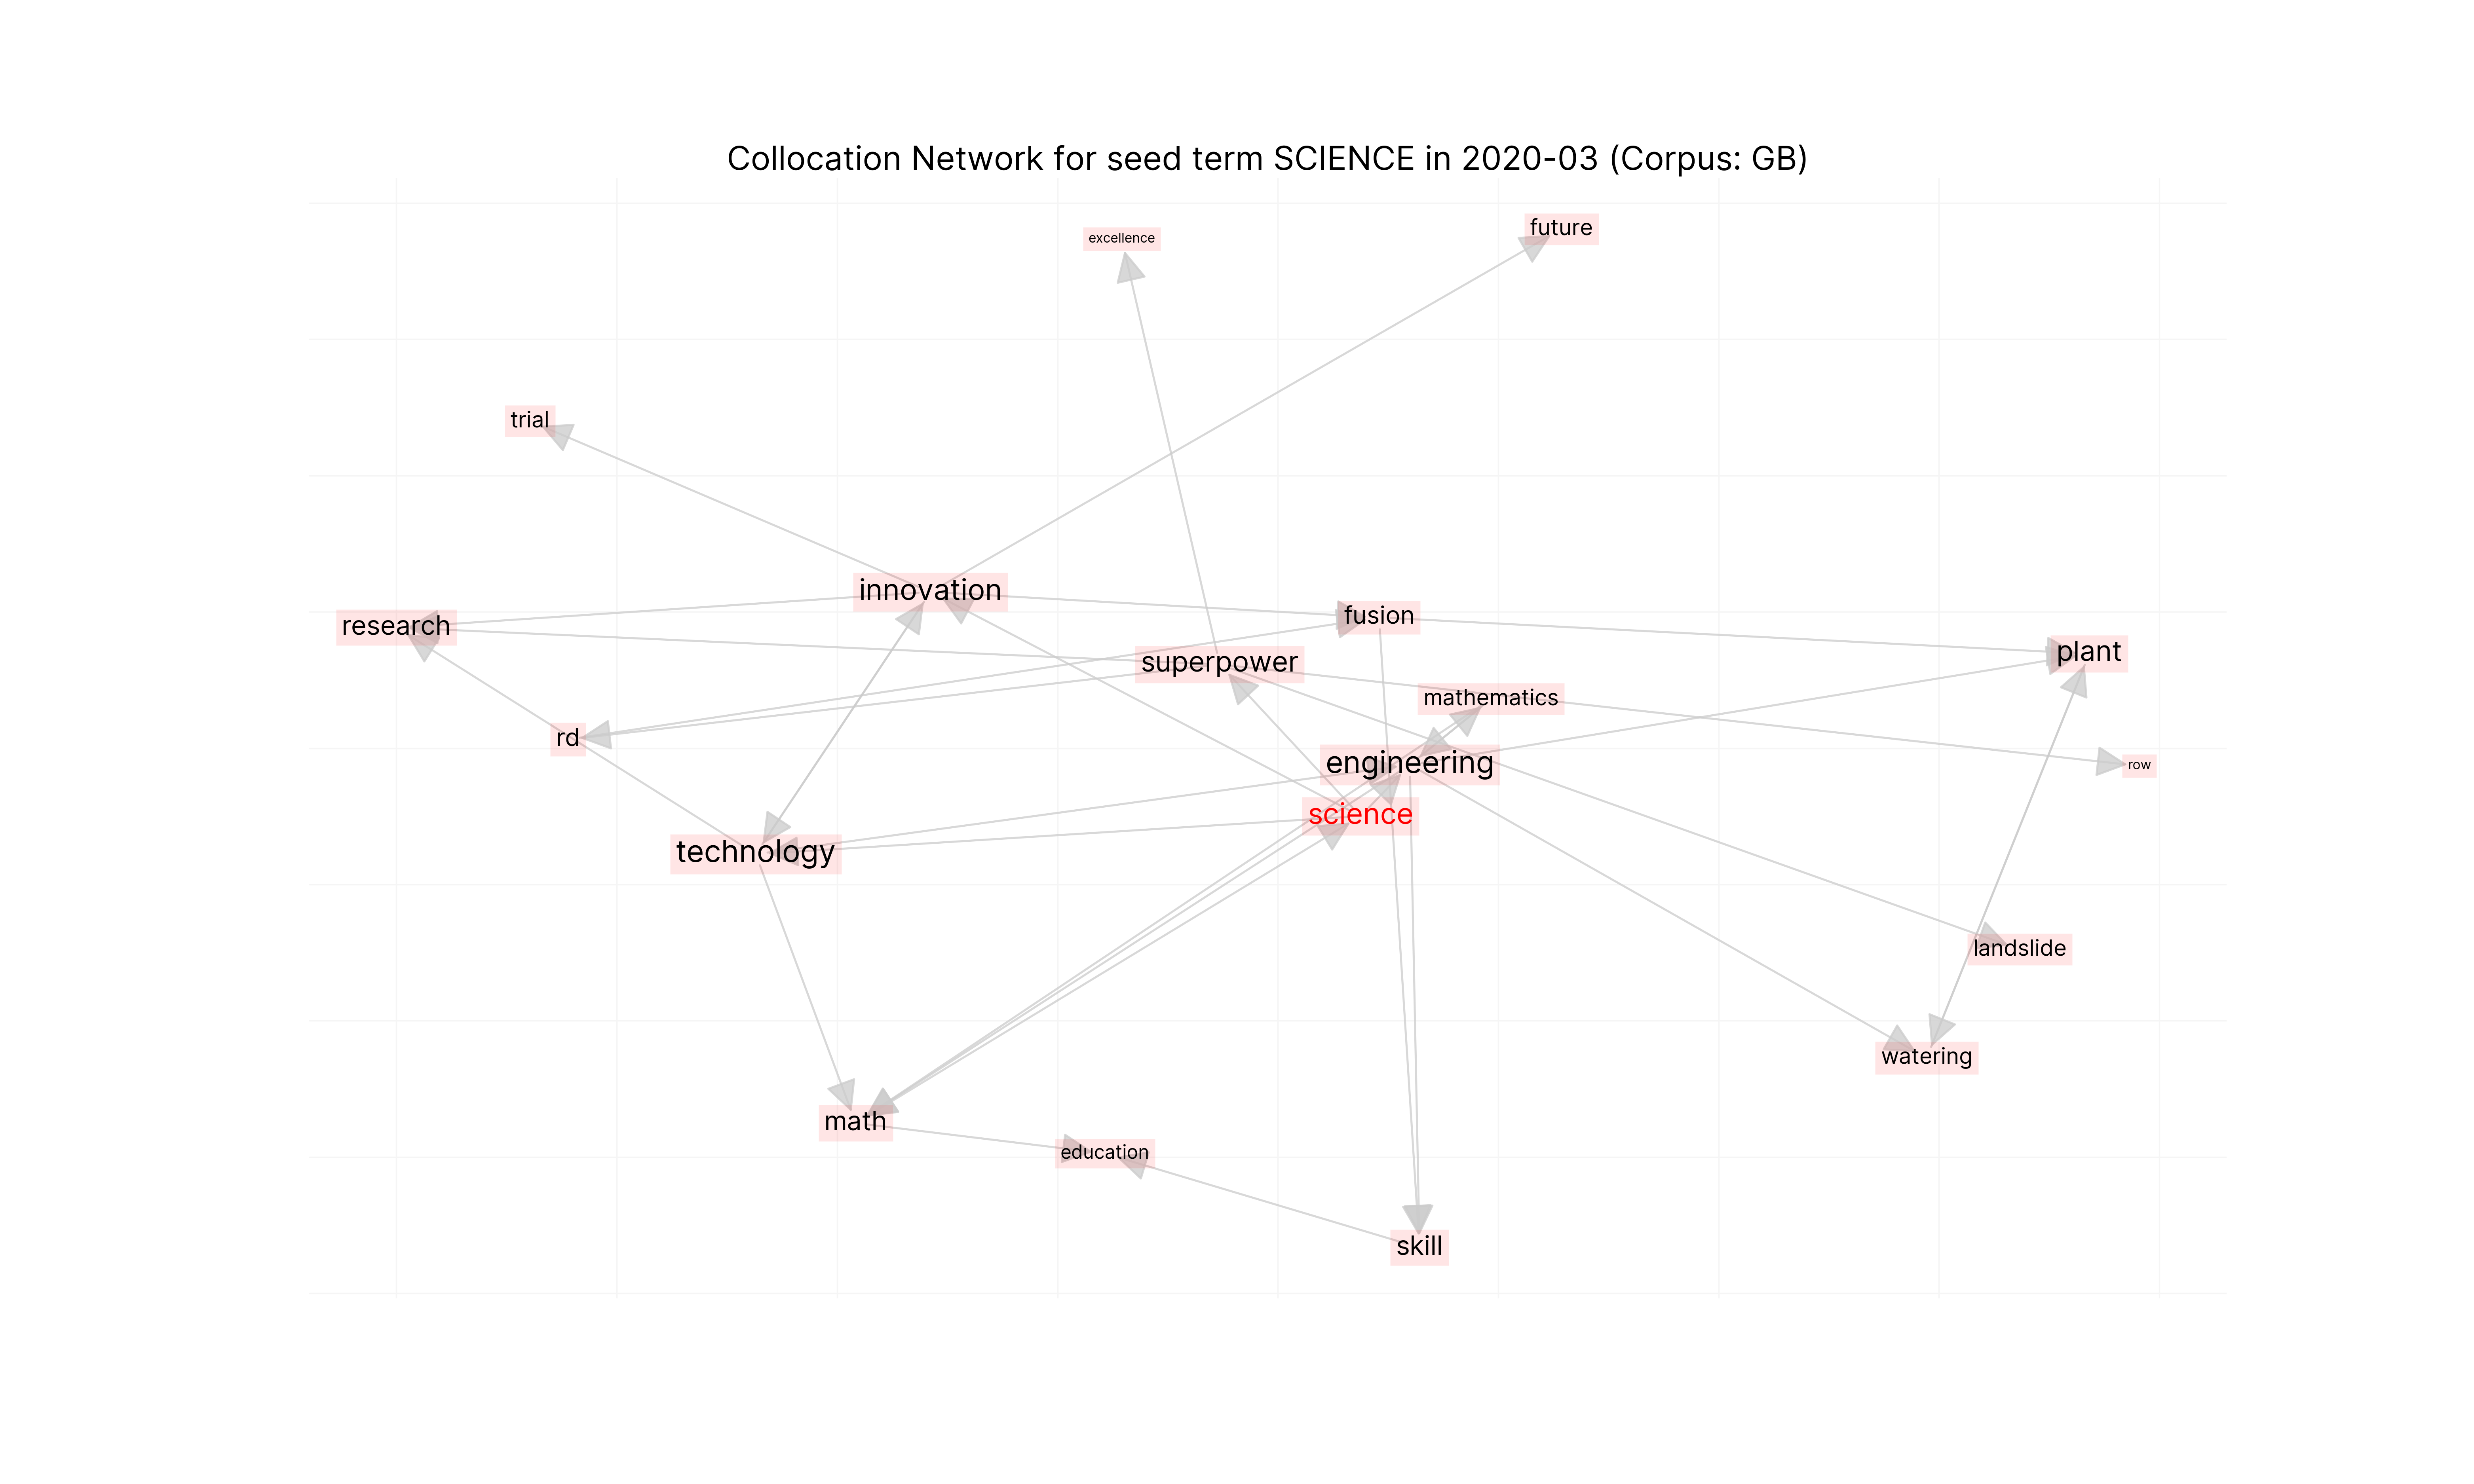 Collocation Network for seed term SCIENCE in 2020-03 (Corpus: GB)
future
excellence
trial
innovation
fusion
research
plant
superpower
mathematics
rd
engineering
row
science
technology
landslide
watering
math
education
skill